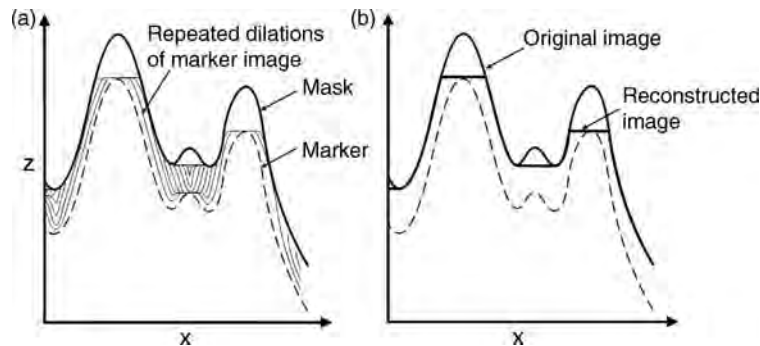 (a)
Repeated dilations
of marker image
Mask
Marker
z
x
(b)
Original image
Reconstructed
image
x